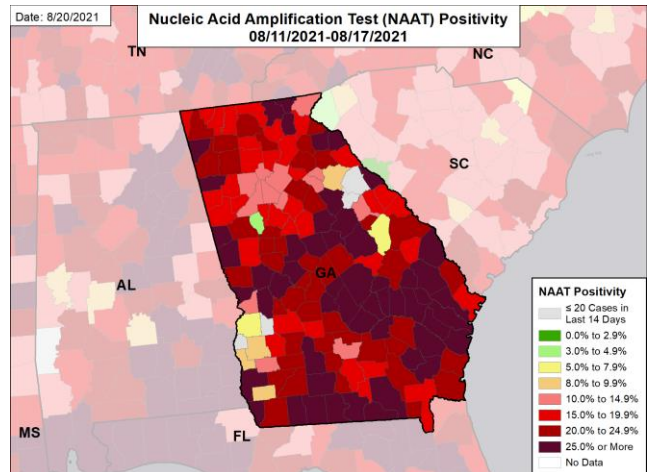 Date: 8/20/2021
Nucleic Acid Amplification Test (NAAT) Positivity
08/11/2021-08/17/2021
TN
NC
SC
AL
GA
MS
FL
NAAT Positivity
≤ 20 Cases in
Last 14 Days
0.0% to 2.9%
3.0% to 4.9%
5.0% to 7.9%
8.0% to 9.9%
10.0% to 14.9%
15.0% to 19.9%
20.0% to 24.9%
25.0% or More
No Data